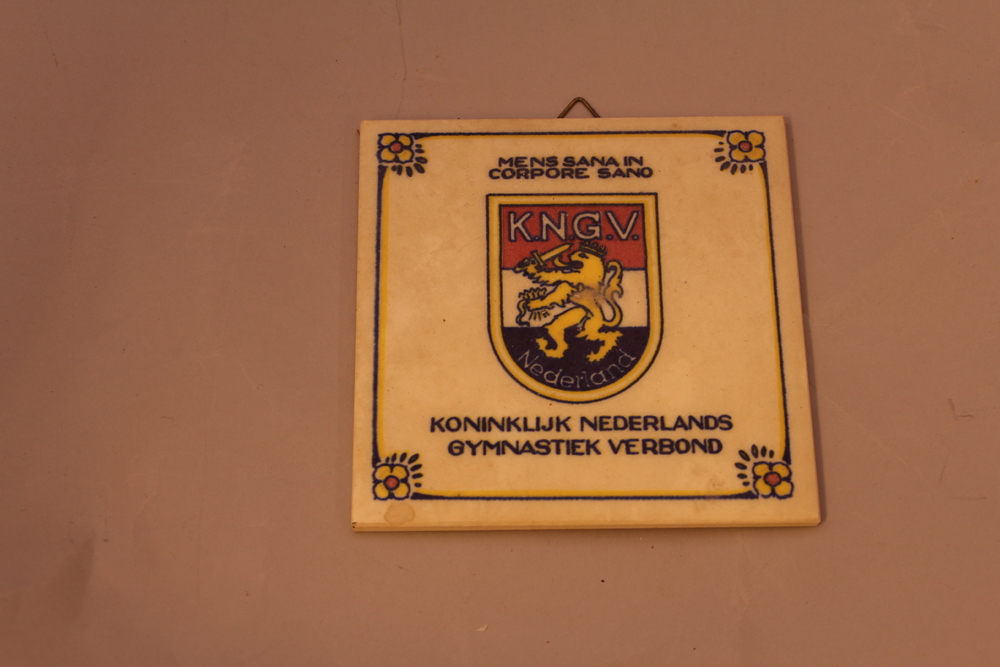 MENS SANA IN
CORPORE SANO
K.N.G.V.
Nederland
KONINKLIJK NEDERLANDS
GYMNASTIEK VERBOND